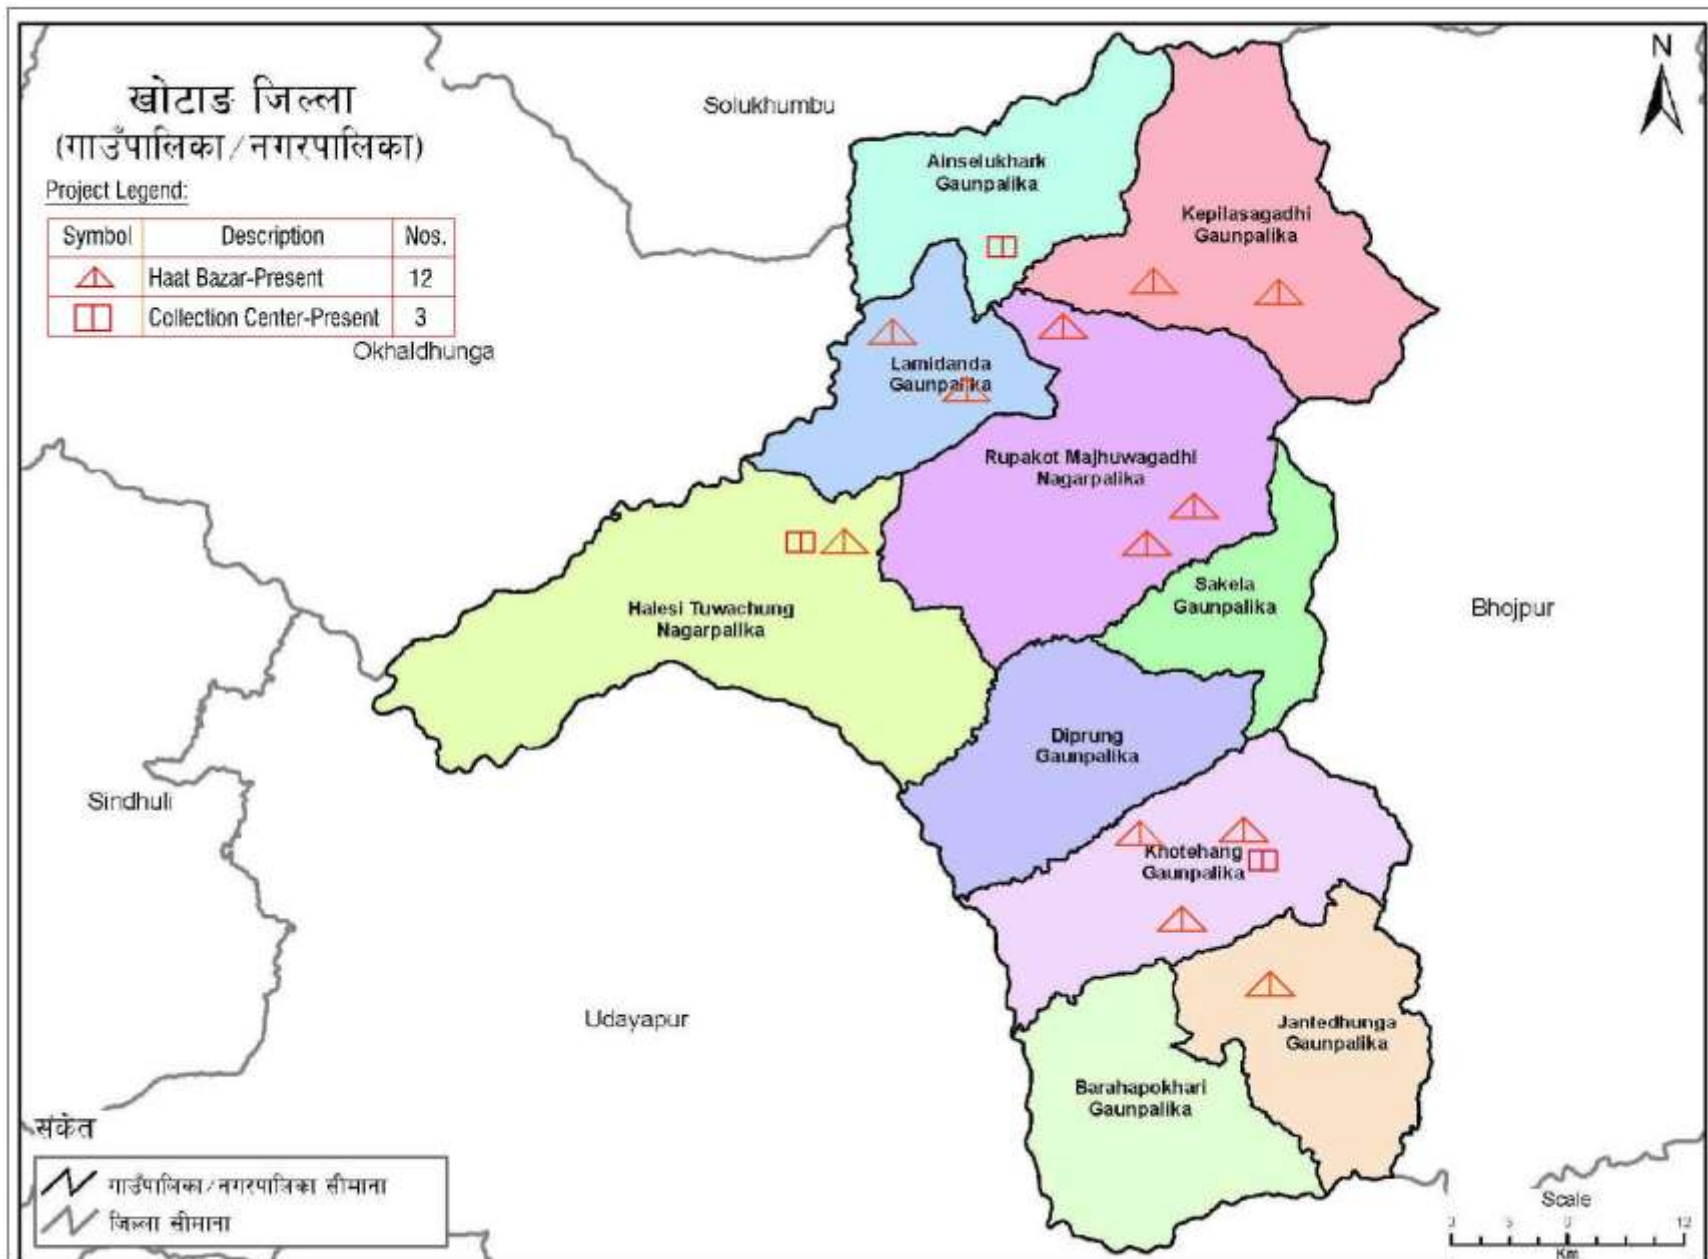 खोटाङ जिल्ला
(गाउँपालिका/नगरपालिका)
Project Legend:
Symbol Description Nos.
Haat Bazar-Present 12
Collection Center-Present 3
N
Solukhumbu
Okhaldhunga
Sindhuli
Udayapur
Bhojpur
Ainselukhark
Gaunpalika
Kepilasagadhi
Gaunpalika
Lamidanda
Gaunpalika
Rupakot Majhuwagadhi
Nagarpalika
Halesi Tuwachung
Nagarpalika
Sakela
Gaunpalika
Diprung
Gaunpalika
Khotehang
Gaunpalika
Jantedhunga
Gaunpalika
Barahapokhari
Gaunpalika
संकेत
गाउँपालिका/नगरपालिका सीमाना
जिल्ला सीमाना
Scale
12
Km